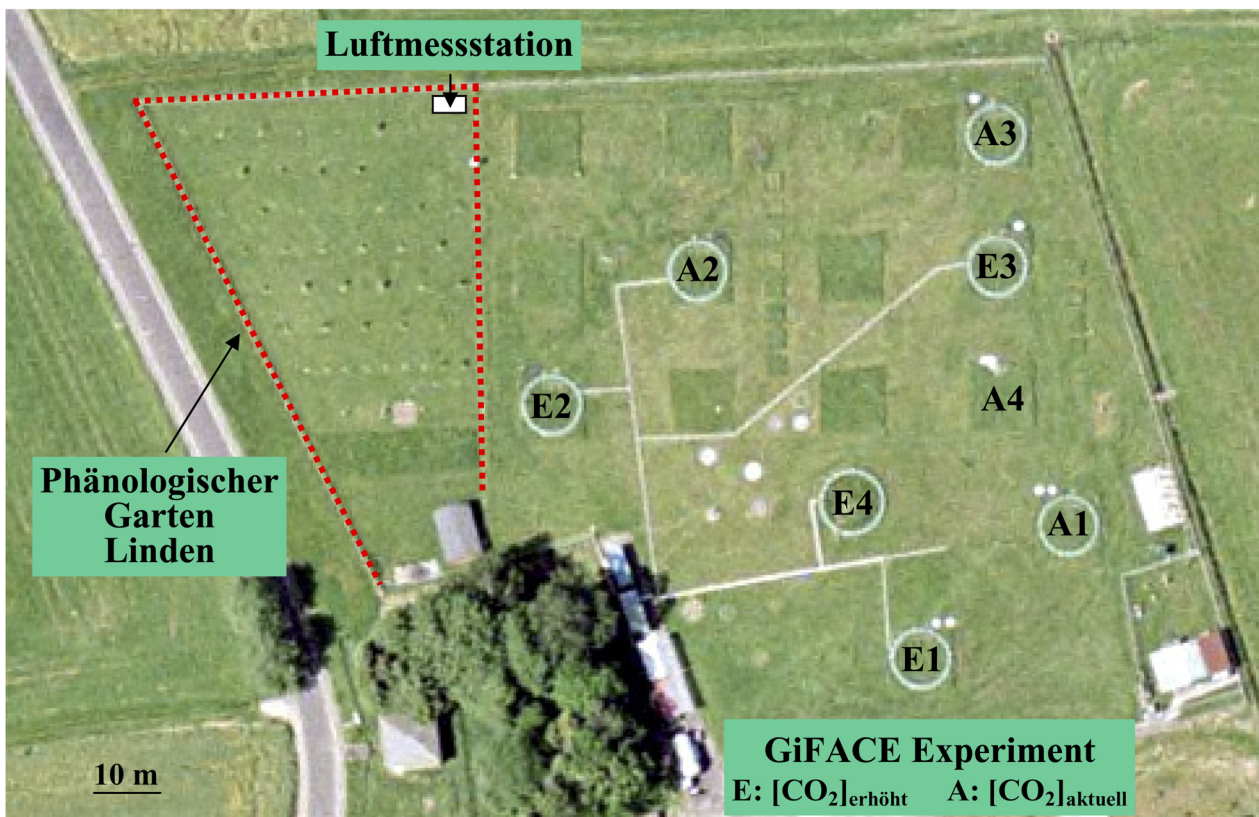 Luftmessstation
A3
A2
E3
E2
A4
Phänologischer
Garten
Linden
E4
A1
E1
10 m
GiFACE Experiment
E: [CO₂]erhöht A: [CO₂]aktuell